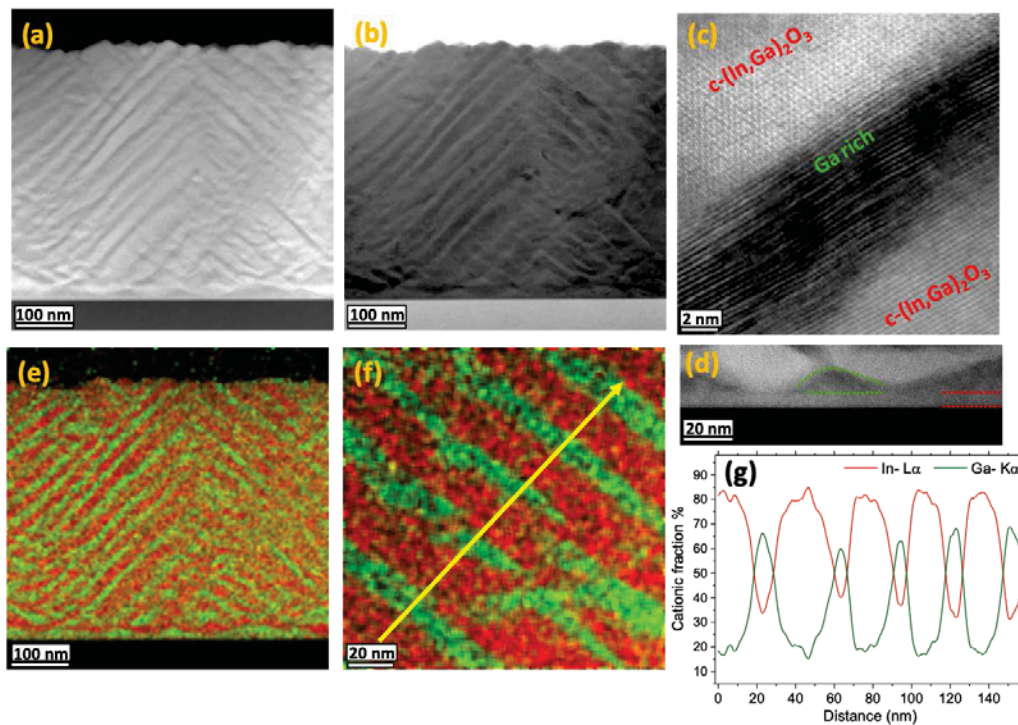 (a)
100 nm
(b)
100 nm
(c)
c-(In,Ga)₂O₃
Ga rich
c-(In,Ga)₂O₃
2 nm
(d)
20 nm
(e)
100 nm
(f)
20 nm
(g)
In- Lα
Ga- Kα
Cationic fraction %
90
80
70
60
50
40
30
20
10
0 20 40 60 80 100 120 140
Distance (nm)